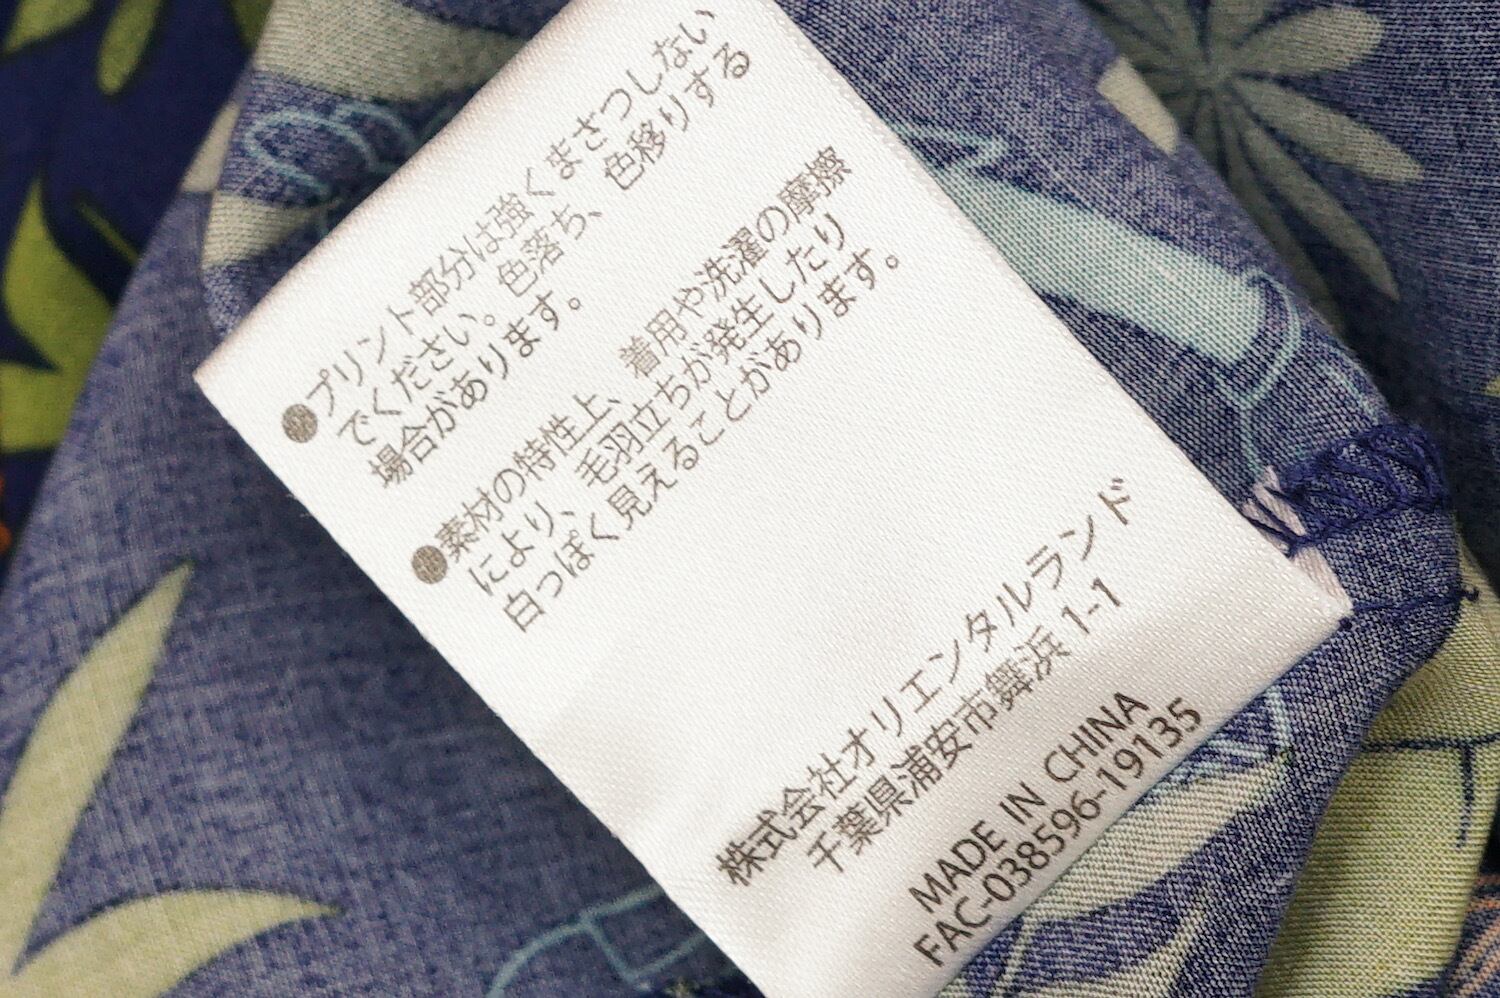 ●プリント部分は強くまさつしない
でください。色落ち、色移りする
場合があります。
●素材の特性上、着用や洗濯の摩擦
により、毛羽立ちが発生したり
白っぽく見えることがあります。
株式会社オリエンタルランド
千葉県浦安市舞浜 1-1
MADE IN CHINA
FAC-038596-19135